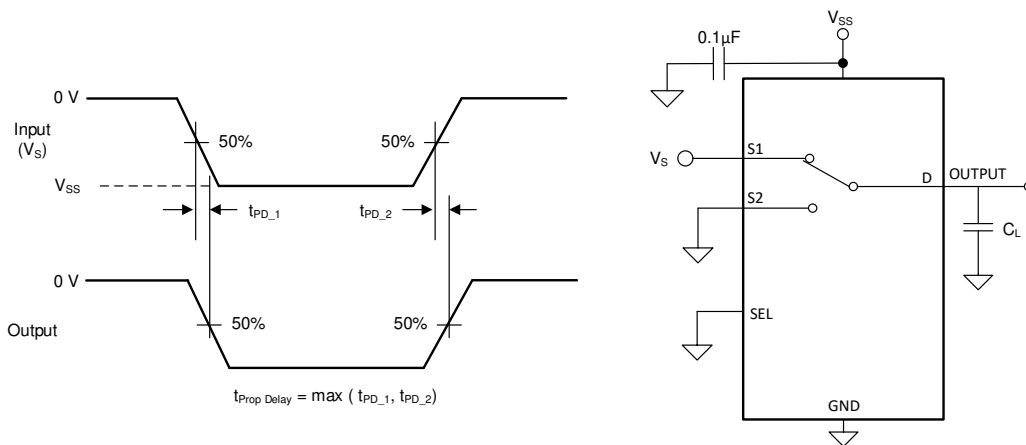 0 V
Input
(VS)
50%
50%
VSS
tPD_1
tPD_2
0 V
Output
50%
50%
tProp Delay = max ( tPD_1, tPD_2)
VSS
0.1µF
VS
S1
S2
D
OUTPUT
CL
SEL
GND